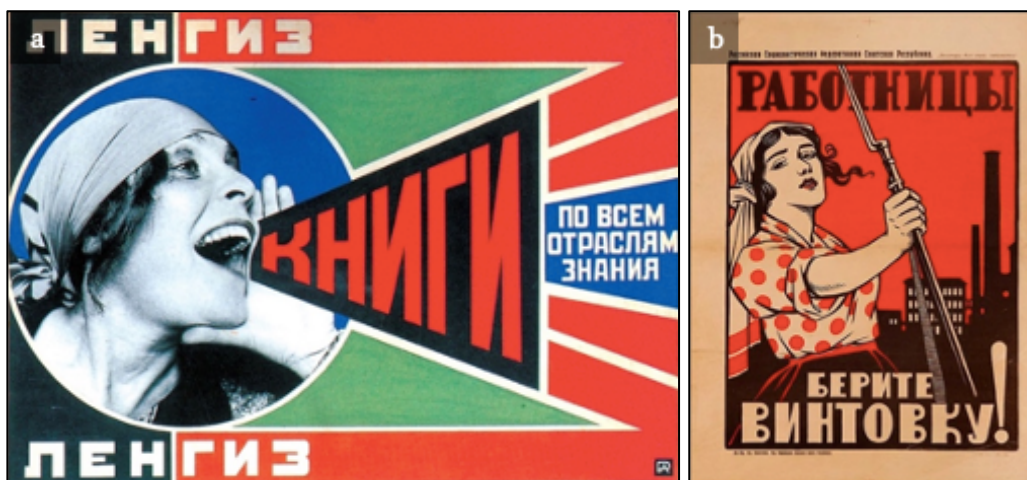 a
ЛЕНГИЗ
КНИГИ
ПО ВСЕМ
ОТРАСЛЯМ
ЗНАНИЯ
ЛЕНГИЗ
b
Российская Социалистическая Федеративная Советская Республика.
РАБОТНИЦЫ
БЕРИТЕ
ВИНТОВКУ!